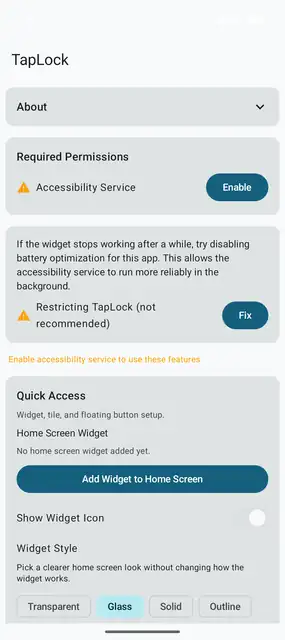 TapLock
About
Required Permissions
Accessibility Service
Enable
If the widget stops working after a while, try disabling
battery optimization for this app. This allows the
accessibility service to run more reliably in the
background.
Restricting TapLock (not
recommended)
Fix
Enable accessibility service to use these features
Quick Access
Widget, tile, and floating button setup.
Home Screen Widget
No home screen widget added yet.
Add Widget to Home Screen
Show Widget Icon
Widget Style
Pick a clearer home screen look without changing how the
widget works.
Transparent
Glass
Solid
Outline